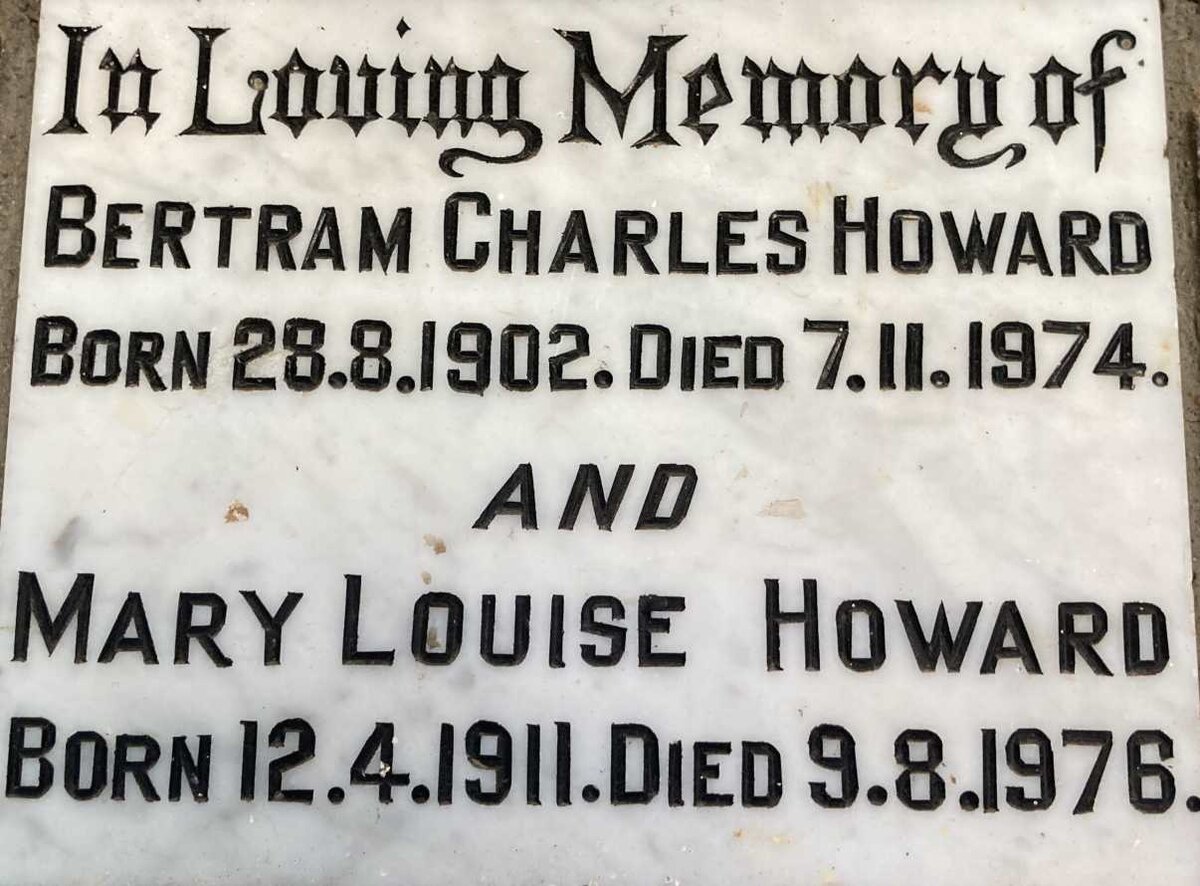 In Loving Memory of
BERTRAM CHARLES HOWARD
BORN 28.8.1902. DIED 7.11.1974.
AND
MARY LOUISE HOWARD
BORN 12.4.1911. DIED 9.8.1976.